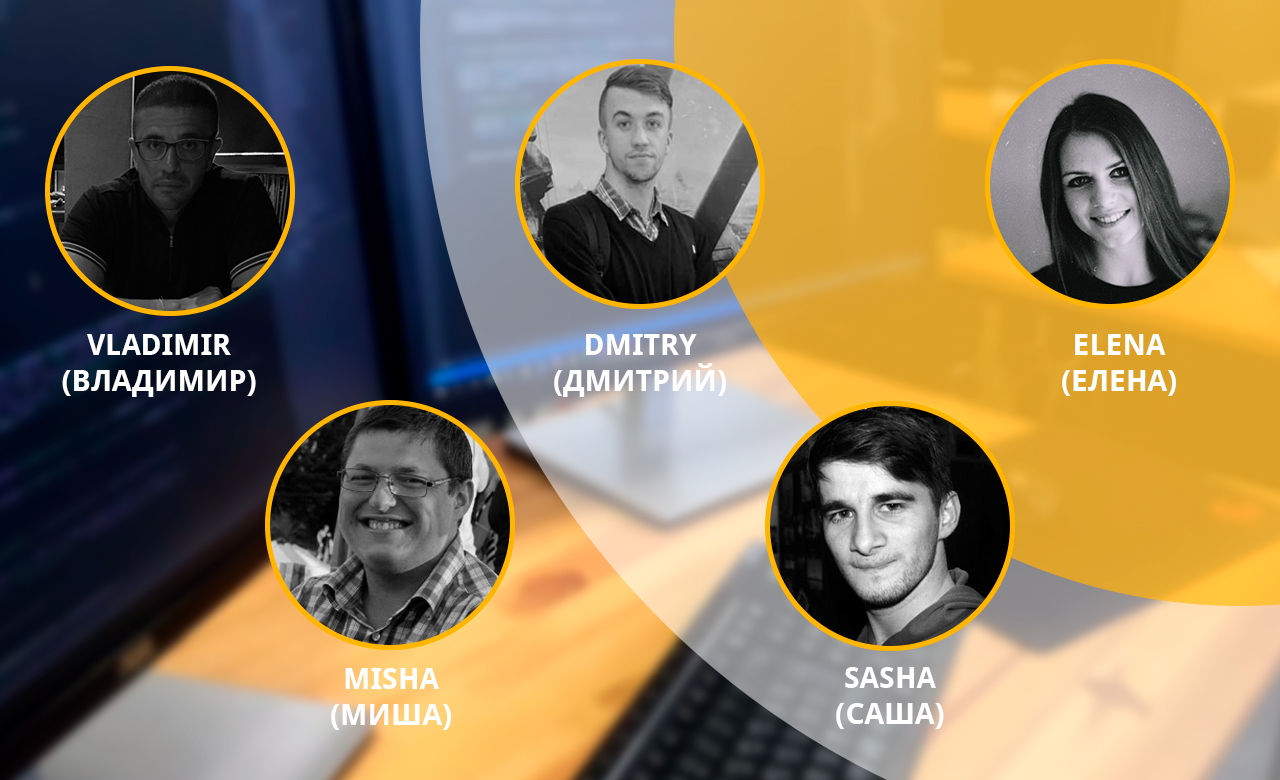 VLADIMIR
(ВЛАДИМИР)
DMITRY
(ДМИТРИЙ)
ELENA
(ЕЛЕНА)
MISHA
(МИША)
SASHA
(САША)